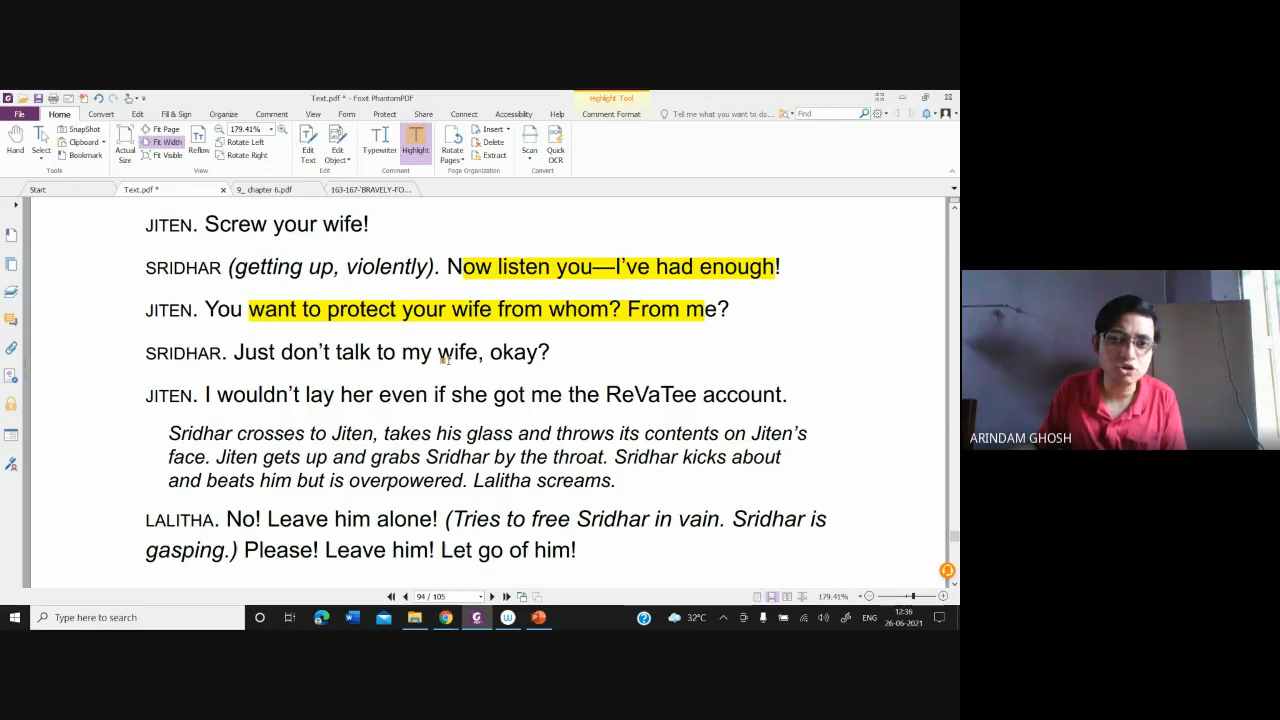 Text.pdf * - Foxit PhantomPDF
Highlight Tool
File Home Convert Edit Fill & Sign Organize Comment View Form Protect Share Connect Accessibility Help Comment Format Tell me what you want to do... Find
Hand
Select
SnapShot
Clipboard
Bookmark
Tools
Actual Size
Fit Page
Fit Width
Fit Visible
Reflow
179.41%
Rotate Left
Rotate Right
View
Edit Text
Edit Object
Edit
Typewriter
Highlight
Comment
Rotate Pages
Insert
Delete
Extract
Page Organization
Scan
Quick OCR
Convert
Start Text.pdf * 9_ chapter 6.pdf 163-167-'BRAVELY-FO...
JITEN. Screw your wife!
SRIDHAR (getting up, violently). Now listen you—I’ve had enough!
JITEN. You want to protect your wife from whom? From me?
SRIDHAR. Just don’t talk to my wife, okay?
JITEN. I wouldn’t lay her even if she got me the ReVaTee account.
Sridhar crosses to Jiten, takes his glass and throws its contents on Jiten’s
face. Jiten gets up and grabs Sridhar by the throat. Sridhar kicks about
and beats him but is overpowered. Lalitha screams.
LALITHA. No! Leave him alone! (Tries to free Sridhar in vain. Sridhar is
gasping.) Please! Leave him! Let go of him!
94 / 105 179.41%
Type here to search
32°C ENG 12:36
26-06-2021
ARINDAM GHOSH